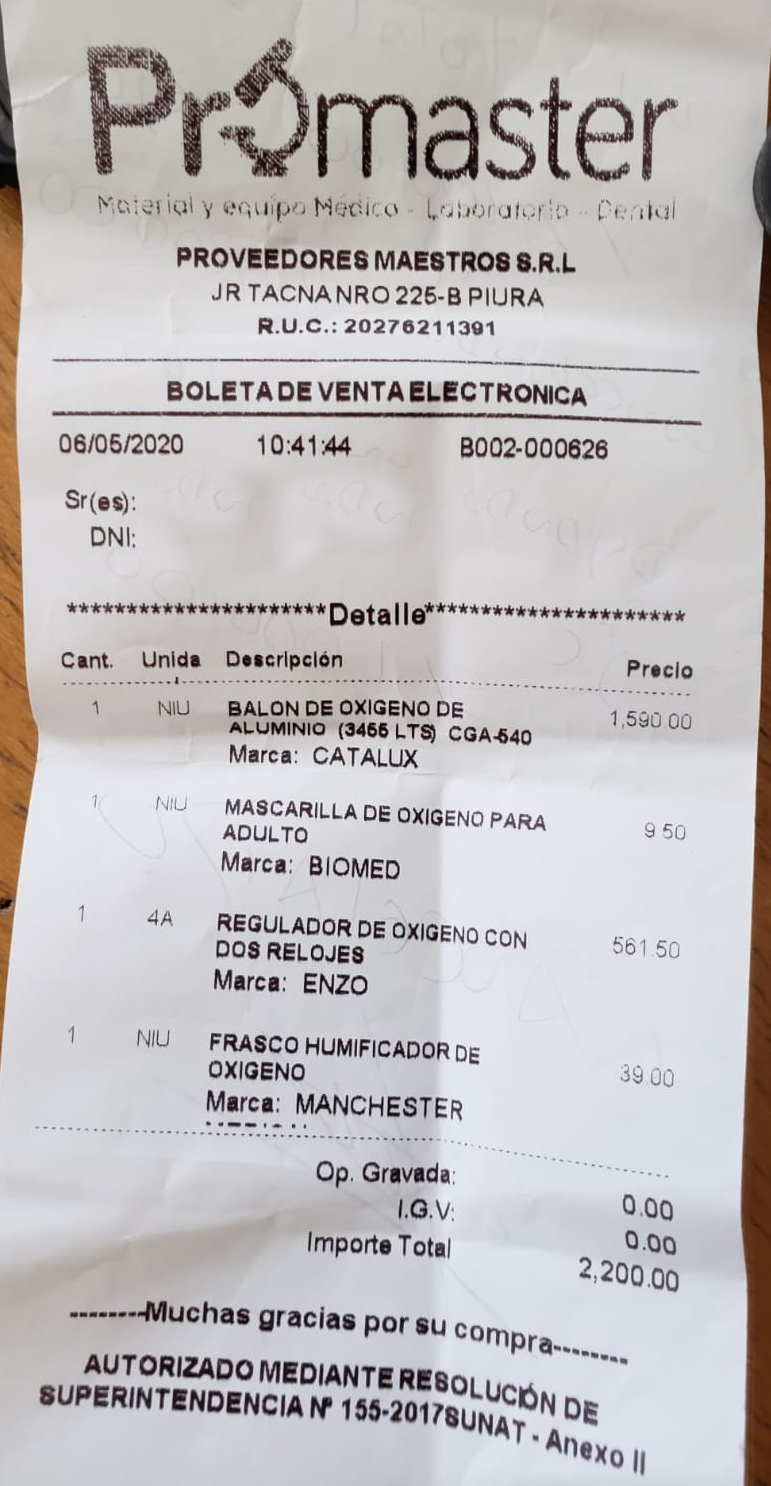 Promaster
Material y equipo Médico - Laboratorio - Dental
PROVEEDORES MAESTROS S.R.L
JR TACNA NRO 225-B PIURA
R.U.C.: 20276211391
BOLETA DE VENTA ELECTRONICA
06/05/2020 10:41:44 B002-000626
Sr(es):
DNI:
**********************Detalle**********************
Cant. Unida Descripción Precio
1 NIU BALON DE OXIGENO DE 1,590.00
ALUMINIO (3455 LTS) CGA-540
Marca: CATALUX
1 NIU MASCARILLA DE OXIGENO PARA 9.50
ADULTO
Marca: BIOMED
1 4A REGULADOR DE OXIGENO CON 561.50
DOS RELOJES
Marca: ENZO
1 NIU FRASCO HUMIFICADOR DE 39.00
OXIGENO
Marca: MANCHESTER
Op. Gravada: 0.00
I.G.V: 0.00
Importe Total 2,200.00
--------Muchas gracias por su compra--------
AUTORIZADO MEDIANTE RESOLUCIÓN DE
SUPERINTENDENCIA Nº 155-2017SUNAT - Anexo II